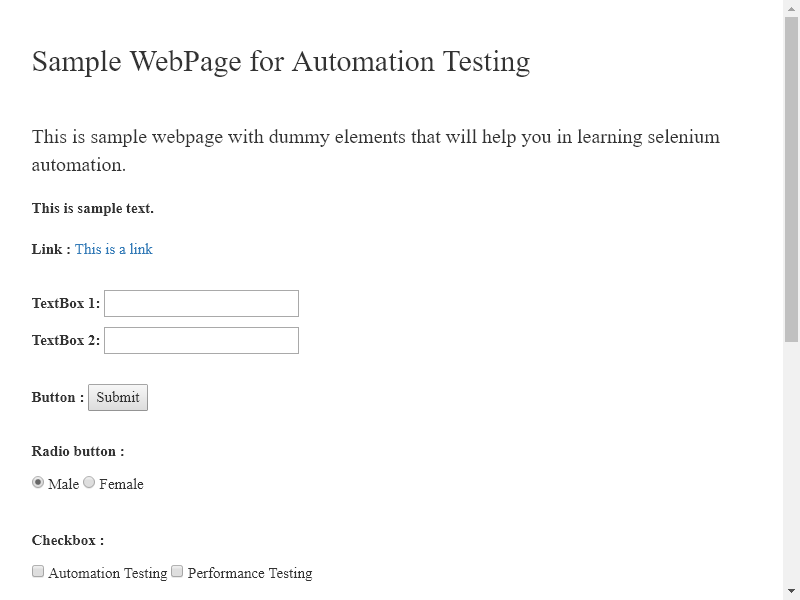 Sample WebPage for Automation Testing
This is sample webpage with dummy elements that will help you in learning selenium
automation.
This is sample text.
Link : This is a link
TextBox 1:
TextBox 2:
Button : Submit
Radio button :
Male Female
Checkbox :
Automation Testing Performance Testing